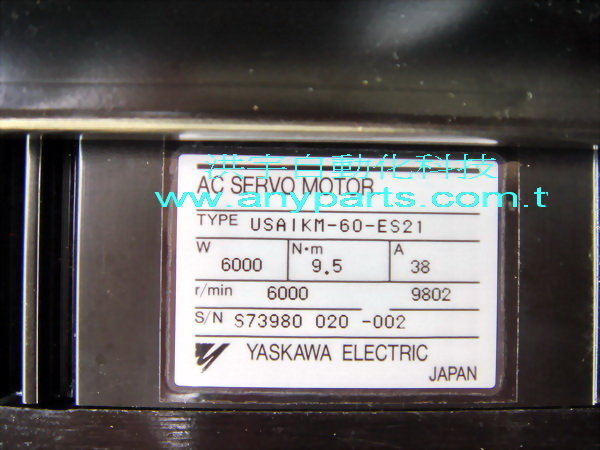 洪宇自動化科技
AC SERVO MOTOR
www.anyparts.com.t
TYPE USAIKM-60-ES21
W 6000 N·m 9.5 A 38
r/min 6000 9802
S/N S73980 020 -002
YASKAWA ELECTRIC
JAPAN